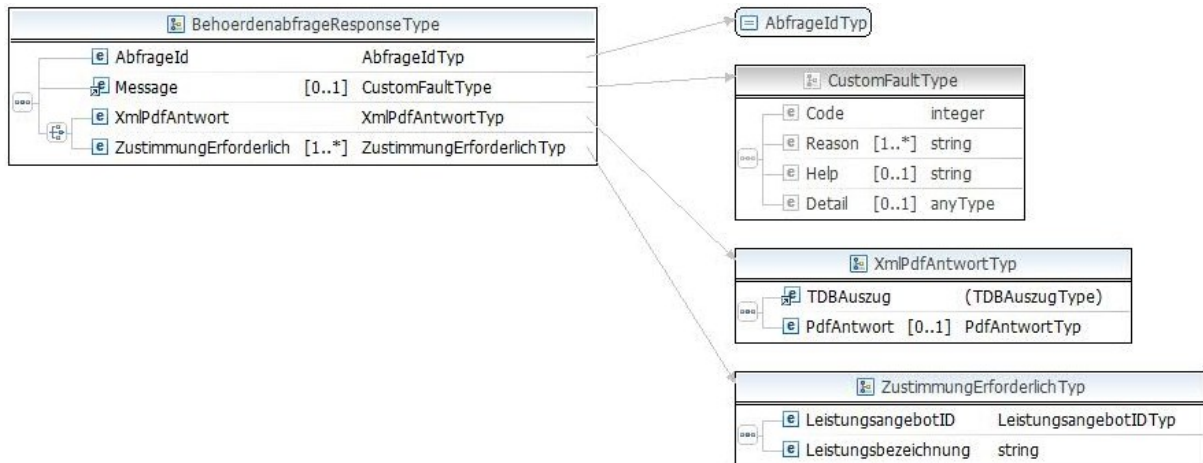 BehoerdenabfrageResponseType
AbfrageId AbfrageIdTyp
Message [0..1] CustomFaultType
XmlPdfAntwort XmlPdfAntwortTyp
ZustimmungErforderlich [1..*] ZustimmungErforderlichTyp
AbfrageIdTyp
CustomFaultType
Code integer
Reason [1..*] string
Help [0..1] string
Detail [0..1] anyType
XmlPdfAntwortTyp
TDBAuszug (TDBAuszugType)
PdfAntwort [0..1] PdfAntwortTyp
ZustimmungErforderlichTyp
LeistungsangebotID LeistungsangebotIDTyp
Leistungsbezeichnung string